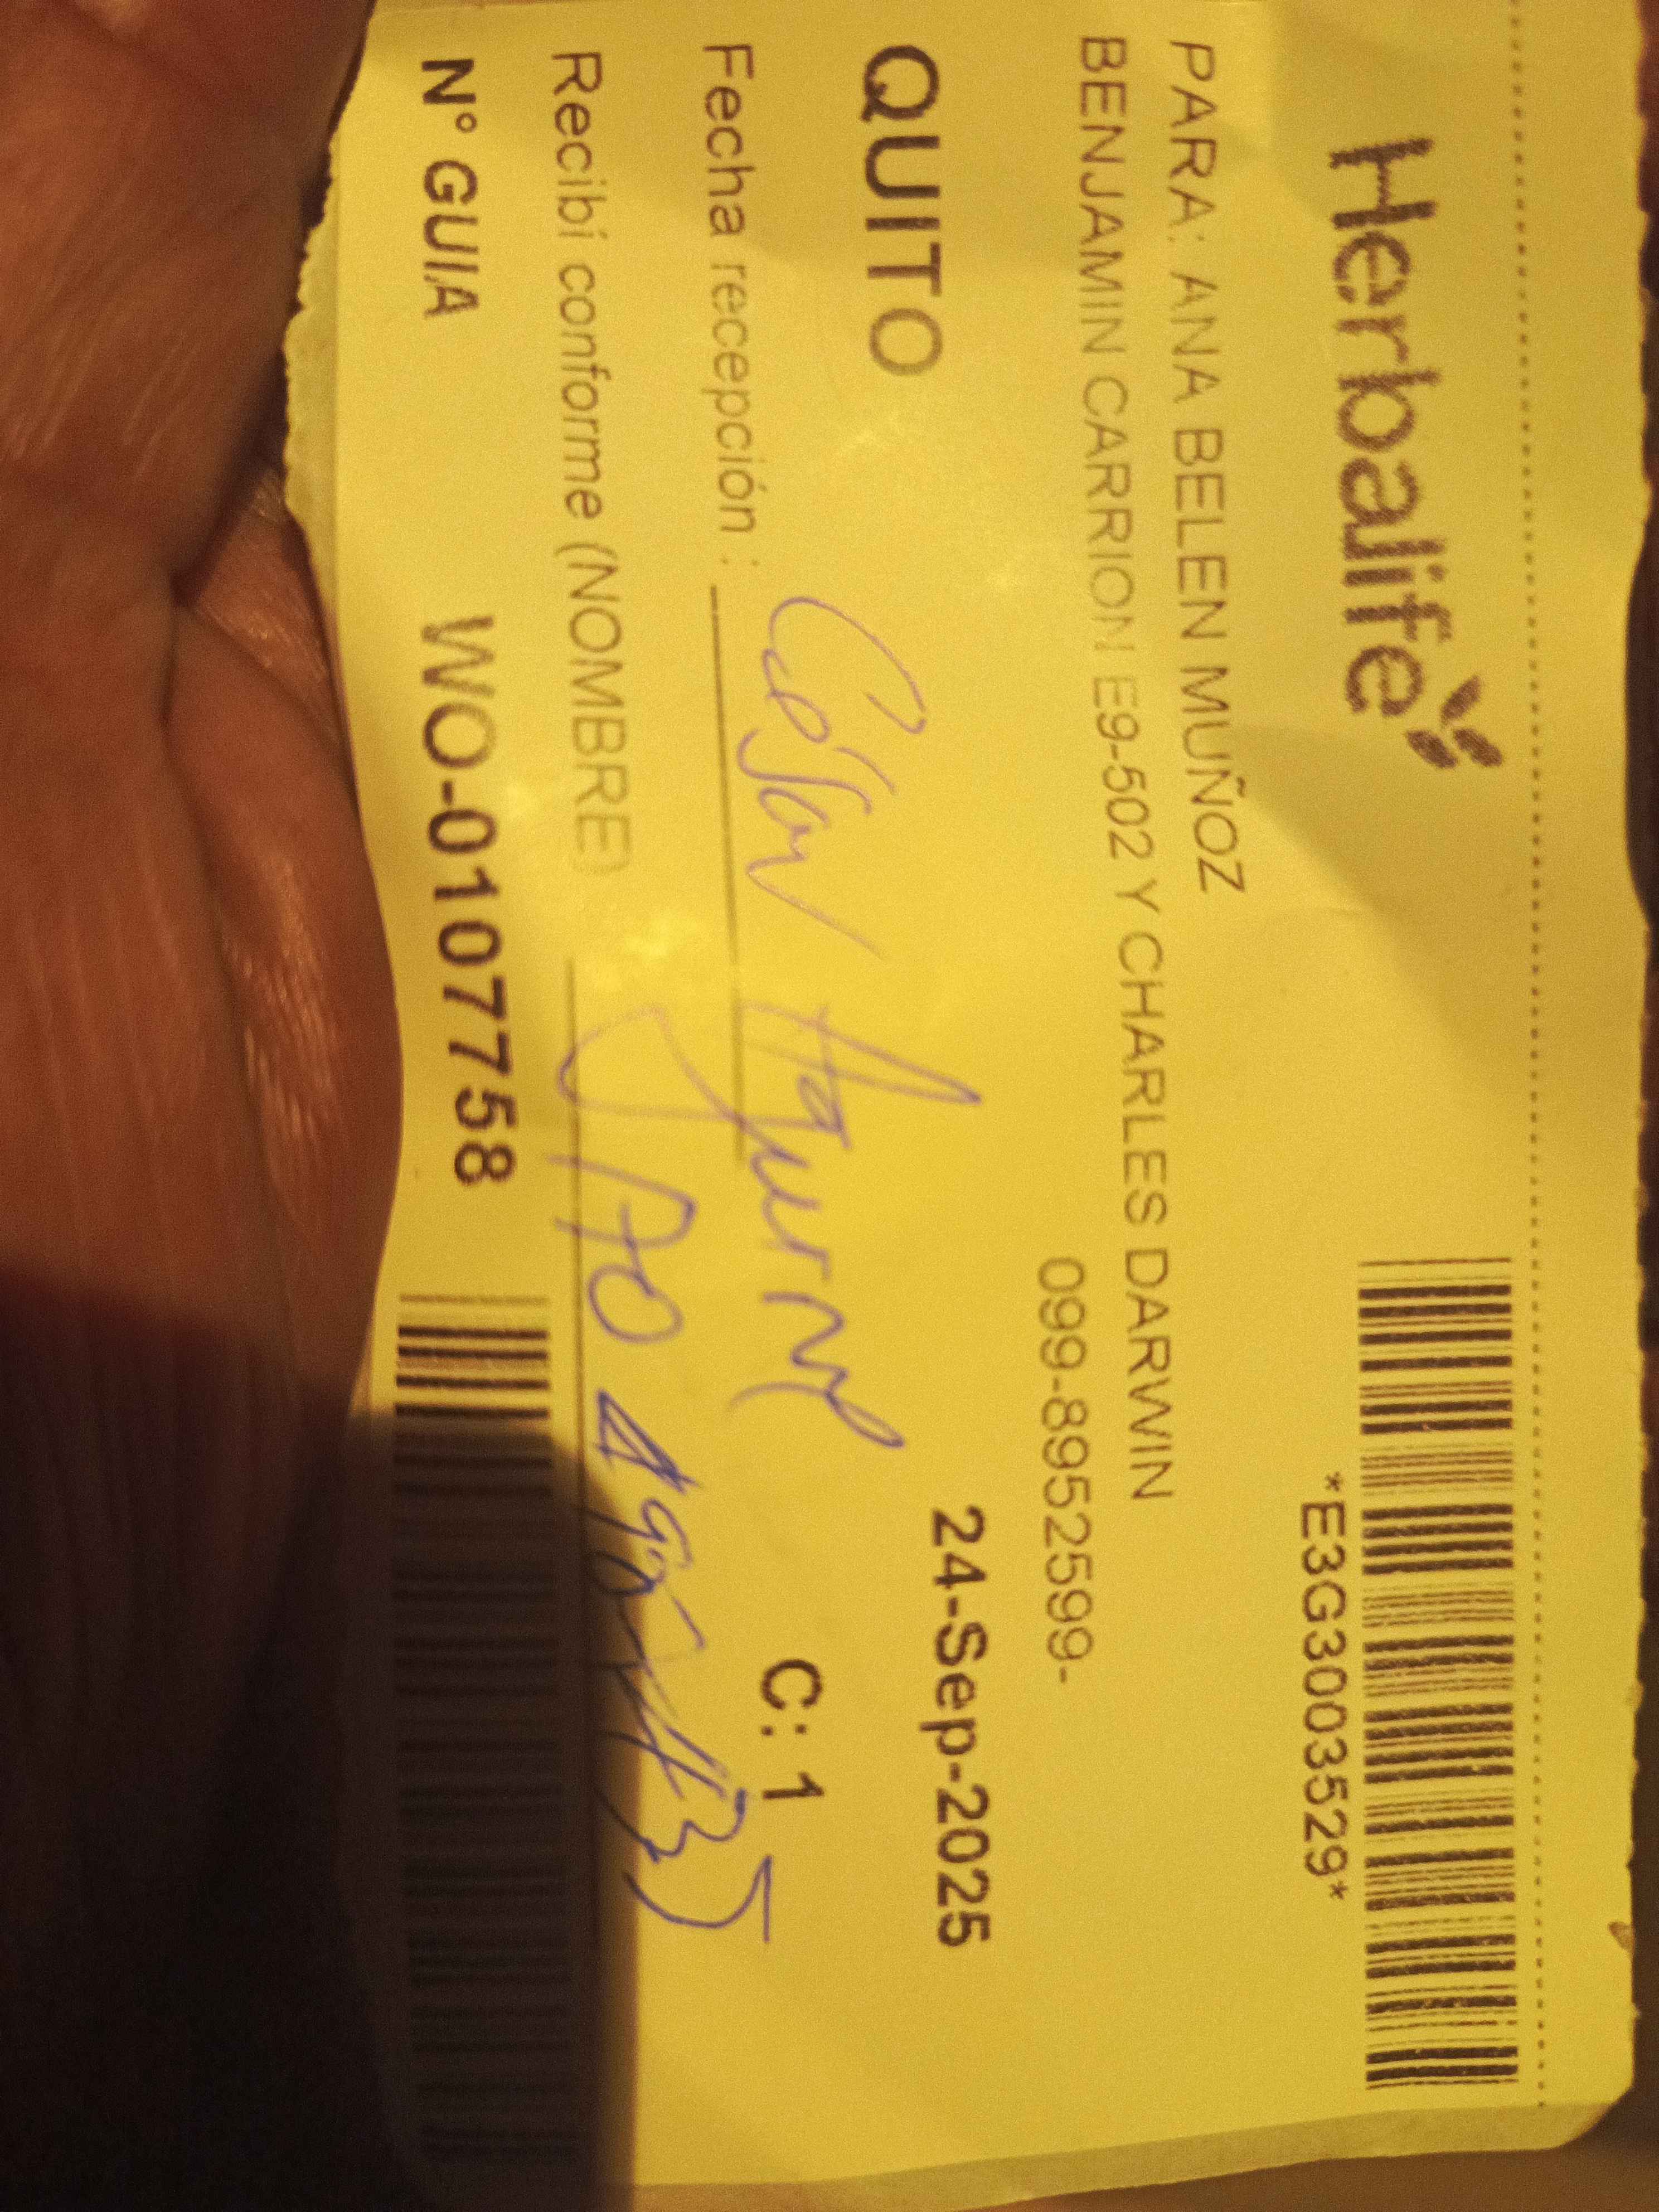 Herbalife
*E3G3003529*
PARA: ANA BELEN MUÑOZ
BENJAMIN CARRION E9-502 Y CHARLES DARWIN
099-8952599-
QUITO
24-Sep-2025
Fecha recepción :
C: 1
Recibí conforme (NOMBRE)
N° GUIA WO-0107758